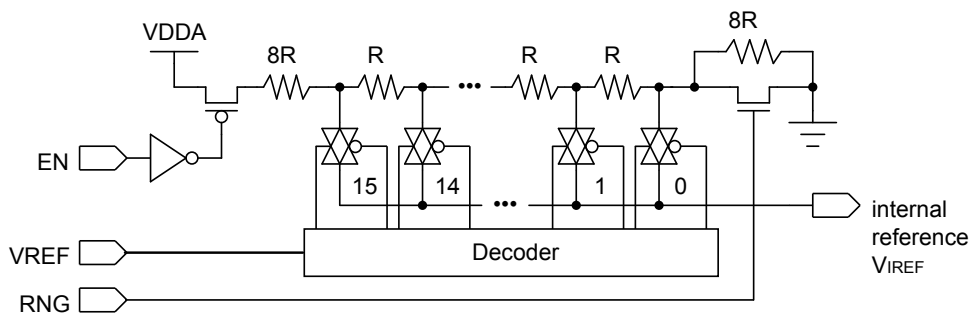 VDDA
8R
R
R
R
8R
EN
15
14
1
0
...
...
internal
reference
VIREF
VREF
Decoder
RNG